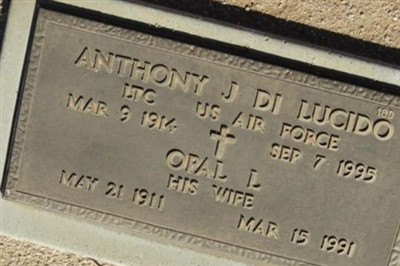 180
ANTHONY J DI LUCIDO
LTC US AIR FORCE
MAR 9 1914 SEP 7 1995
OPAL L
HIS WIFE
MAY 21 1911 MAR 15 1991